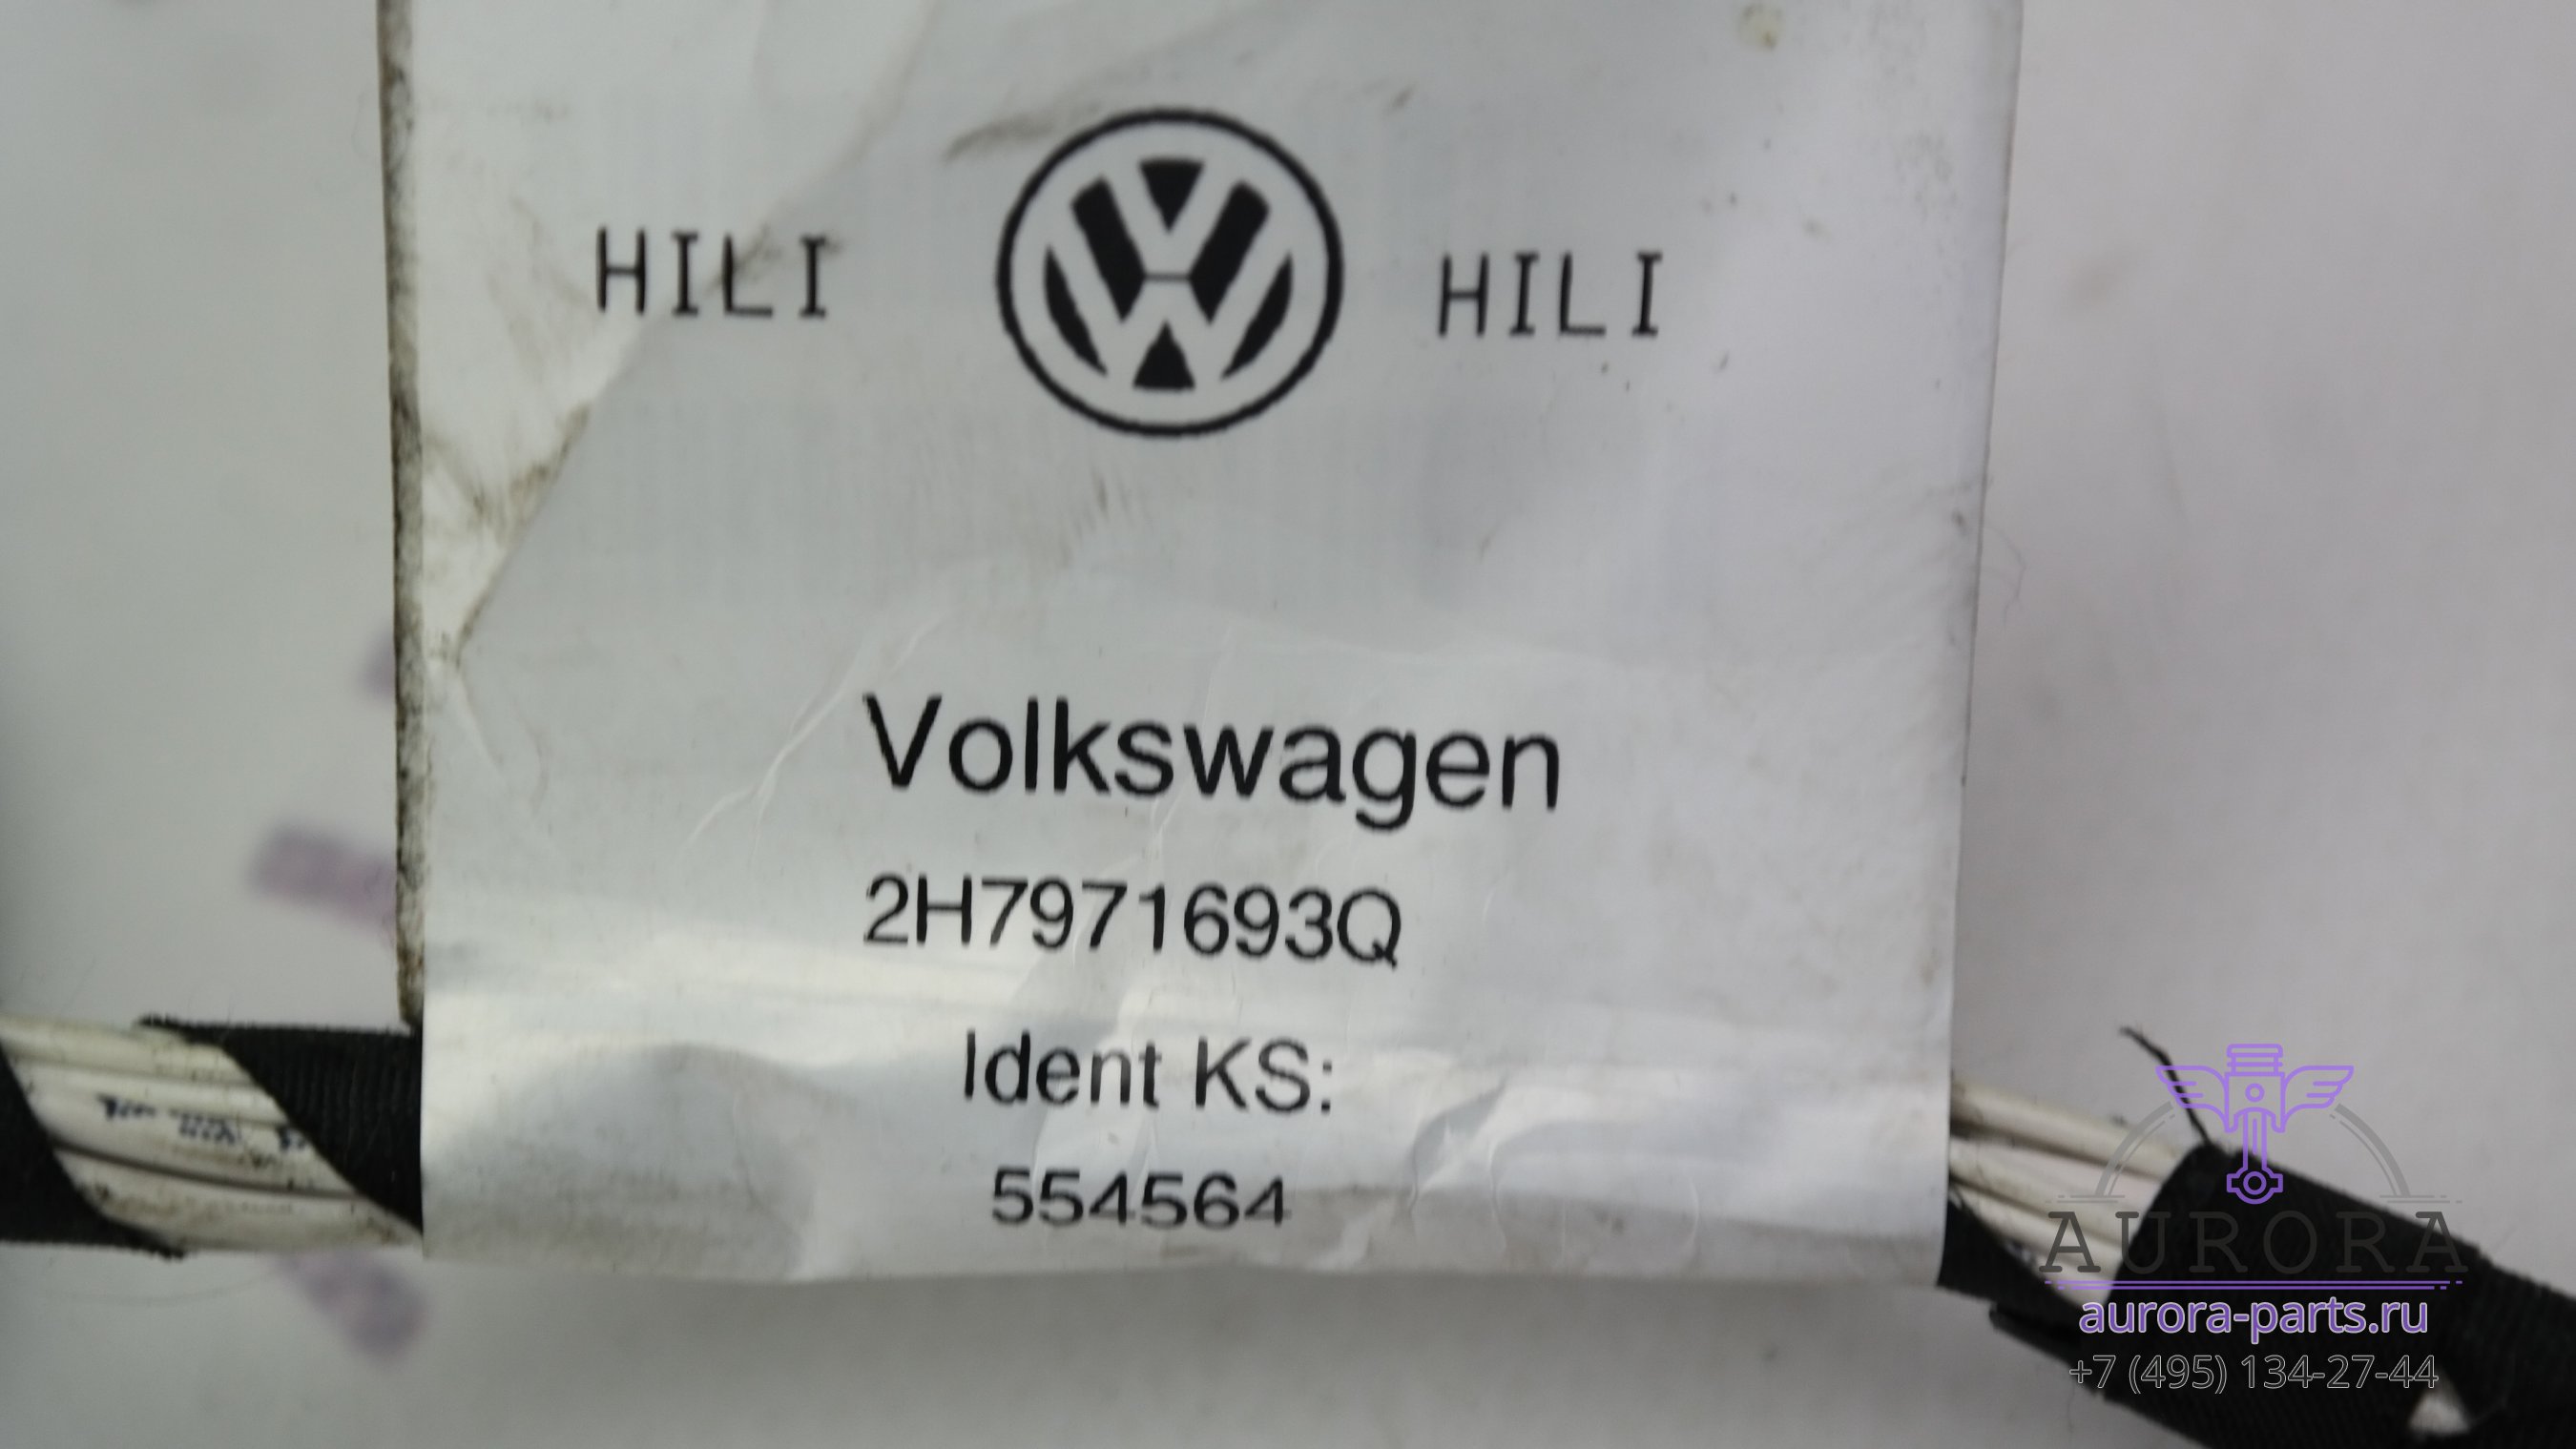 HILI HILI
Volkswagen
2H7971693Q
Ident KS:
554564
AURORA
aurora-parts.ru
+7 (495) 134-27-44